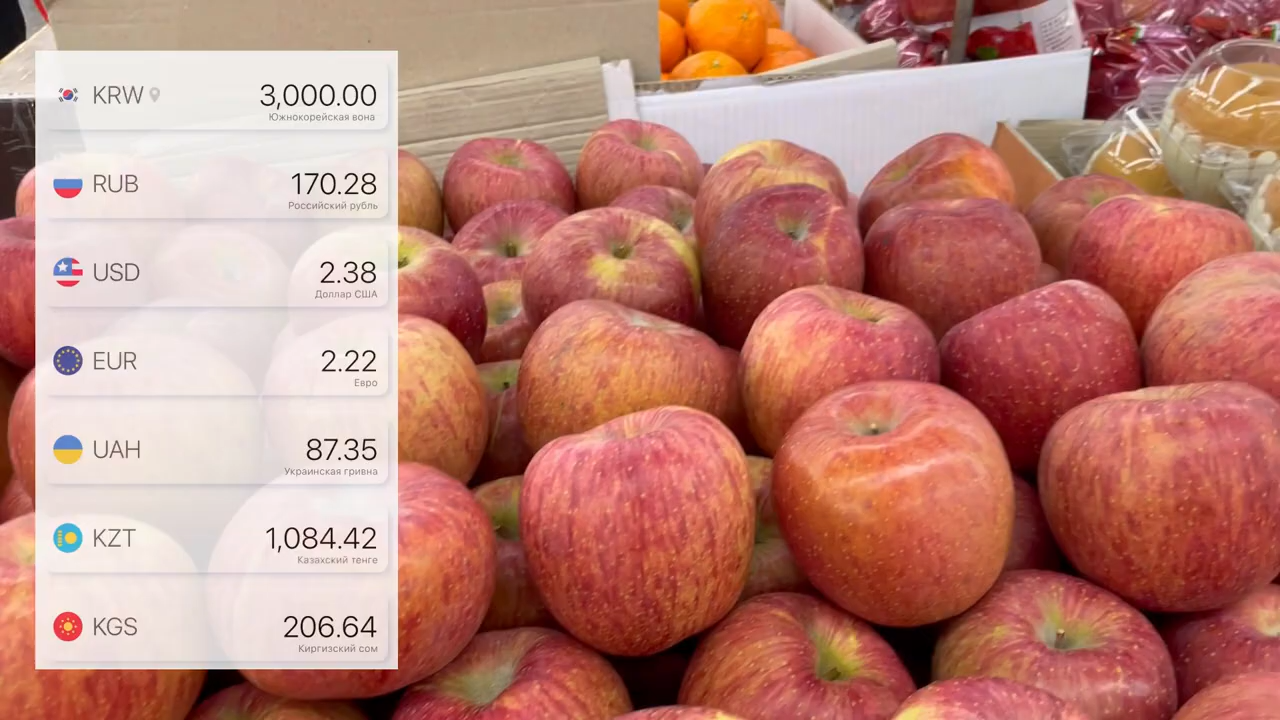 KRW 3,000.00
Южнокорейская вона
RUB 170.28
Российский рубль
USD 2.38
Доллар США
EUR 2.22
Евро
UAH 87.35
Украинская гривна
KZT 1,084.42
Казахский тенге
KGS 206.64
Киргизский сом